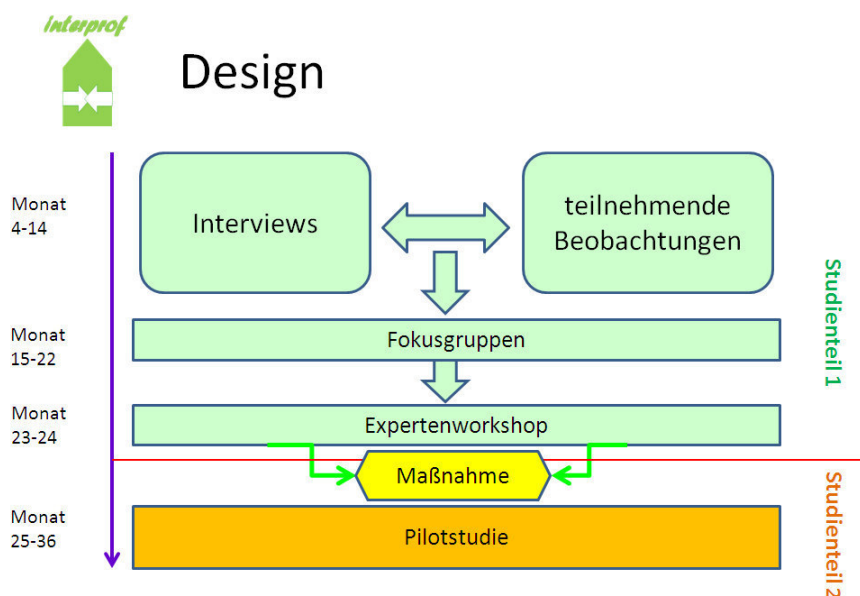 interprof
Design
Monat
4-14
Interviews
teilnehmende
Beobachtungen
Monat
15-22
Fokusgruppen
Studienteil 1
Monat
23-24
Expertenworkshop
Maßnahme
Monat
25-36
Pilotstudie
Studienteil 2